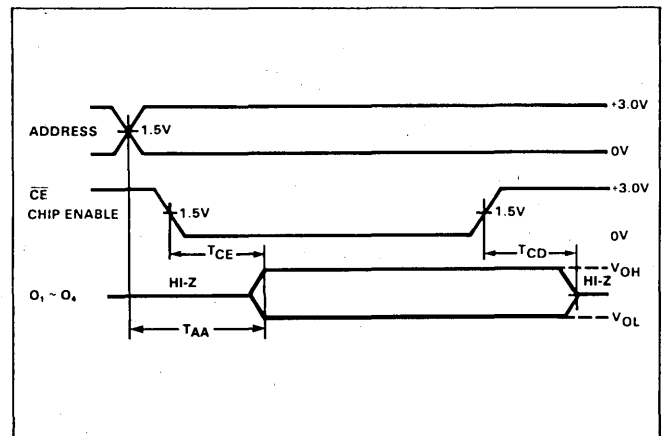 +3.0V
ADDRESS
1.5V
0V
CE
CHIP ENABLE
1.5V
1.5V
+3.0V
0V
TCE
TCD
HI-Z
VOH
HI-Z
O₁ ~ O₄
VOL
TAA